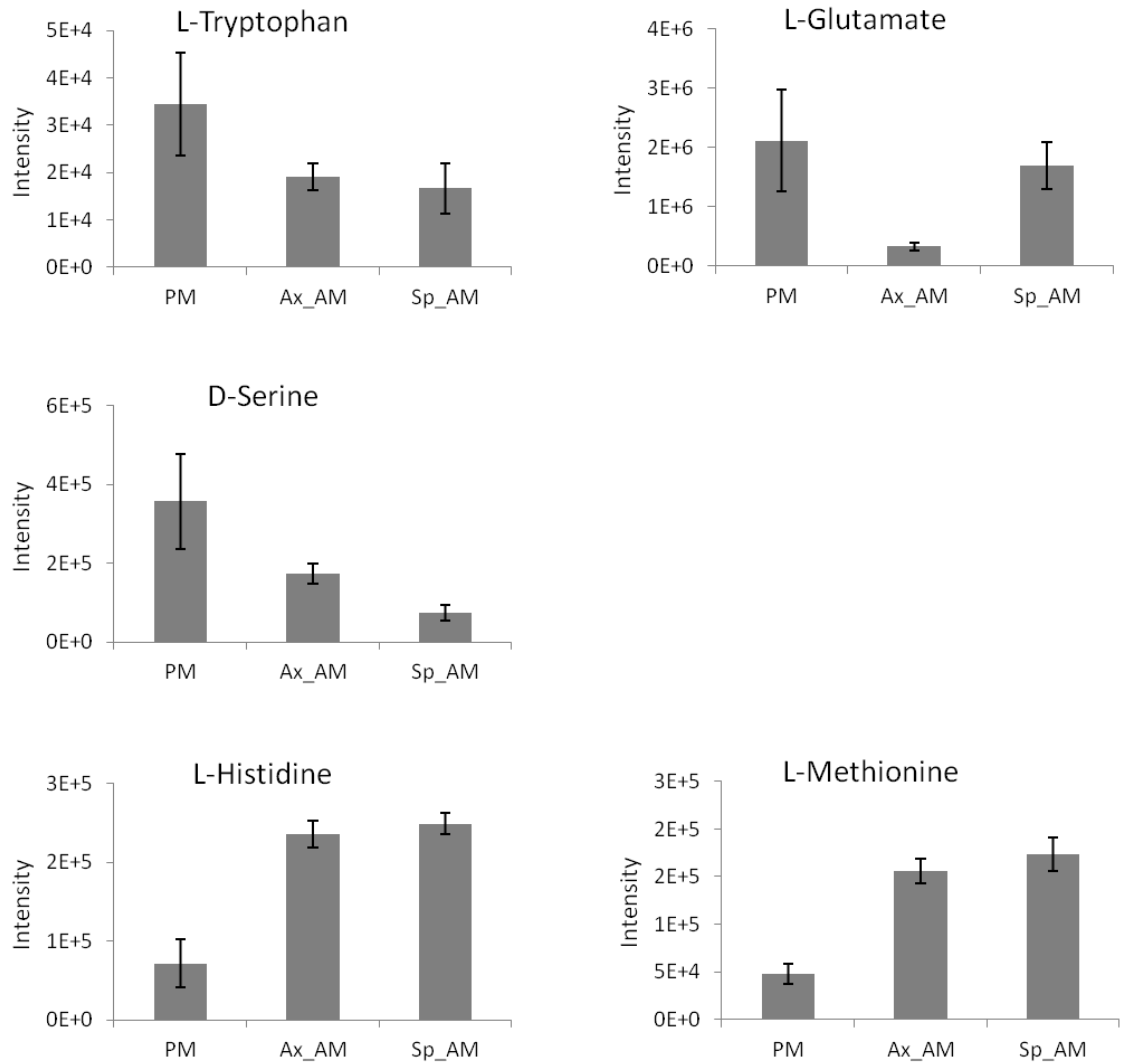 L-Tryptophan
5E+4
4E+4
3E+4
2E+4
1E+4
0E+0
Intensity
PM Ax_AM Sp_AM
L-Glutamate
4E+6
3E+6
2E+6
1E+6
0E+0
Intensity
PM Ax_AM Sp_AM
D-Serine
6E+5
4E+5
2E+5
0E+0
Intensity
PM Ax_AM Sp_AM
L-Histidine
3E+5
2E+5
1E+5
0E+0
Intensity
PM Ax_AM Sp_AM
L-Methionine
3E+5
2E+5
2E+5
1E+5
5E+4
0E+0
Intensity
PM Ax_AM Sp_AM